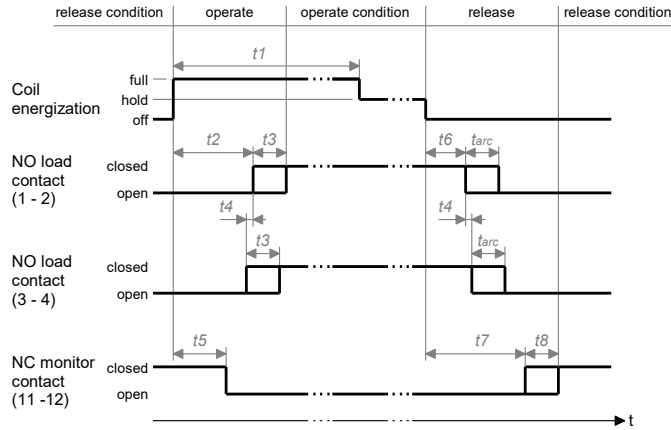 release condition operate operate condition release release condition
t1
Coil energization full hold off
t2 t3 t6 tarc
NO load contact (1 - 2) closed open
t4 t4
t3 tarc
NO load contact (3 - 4) closed open
t5 t7 t8
NC monitor contact (11 -12) closed open
t